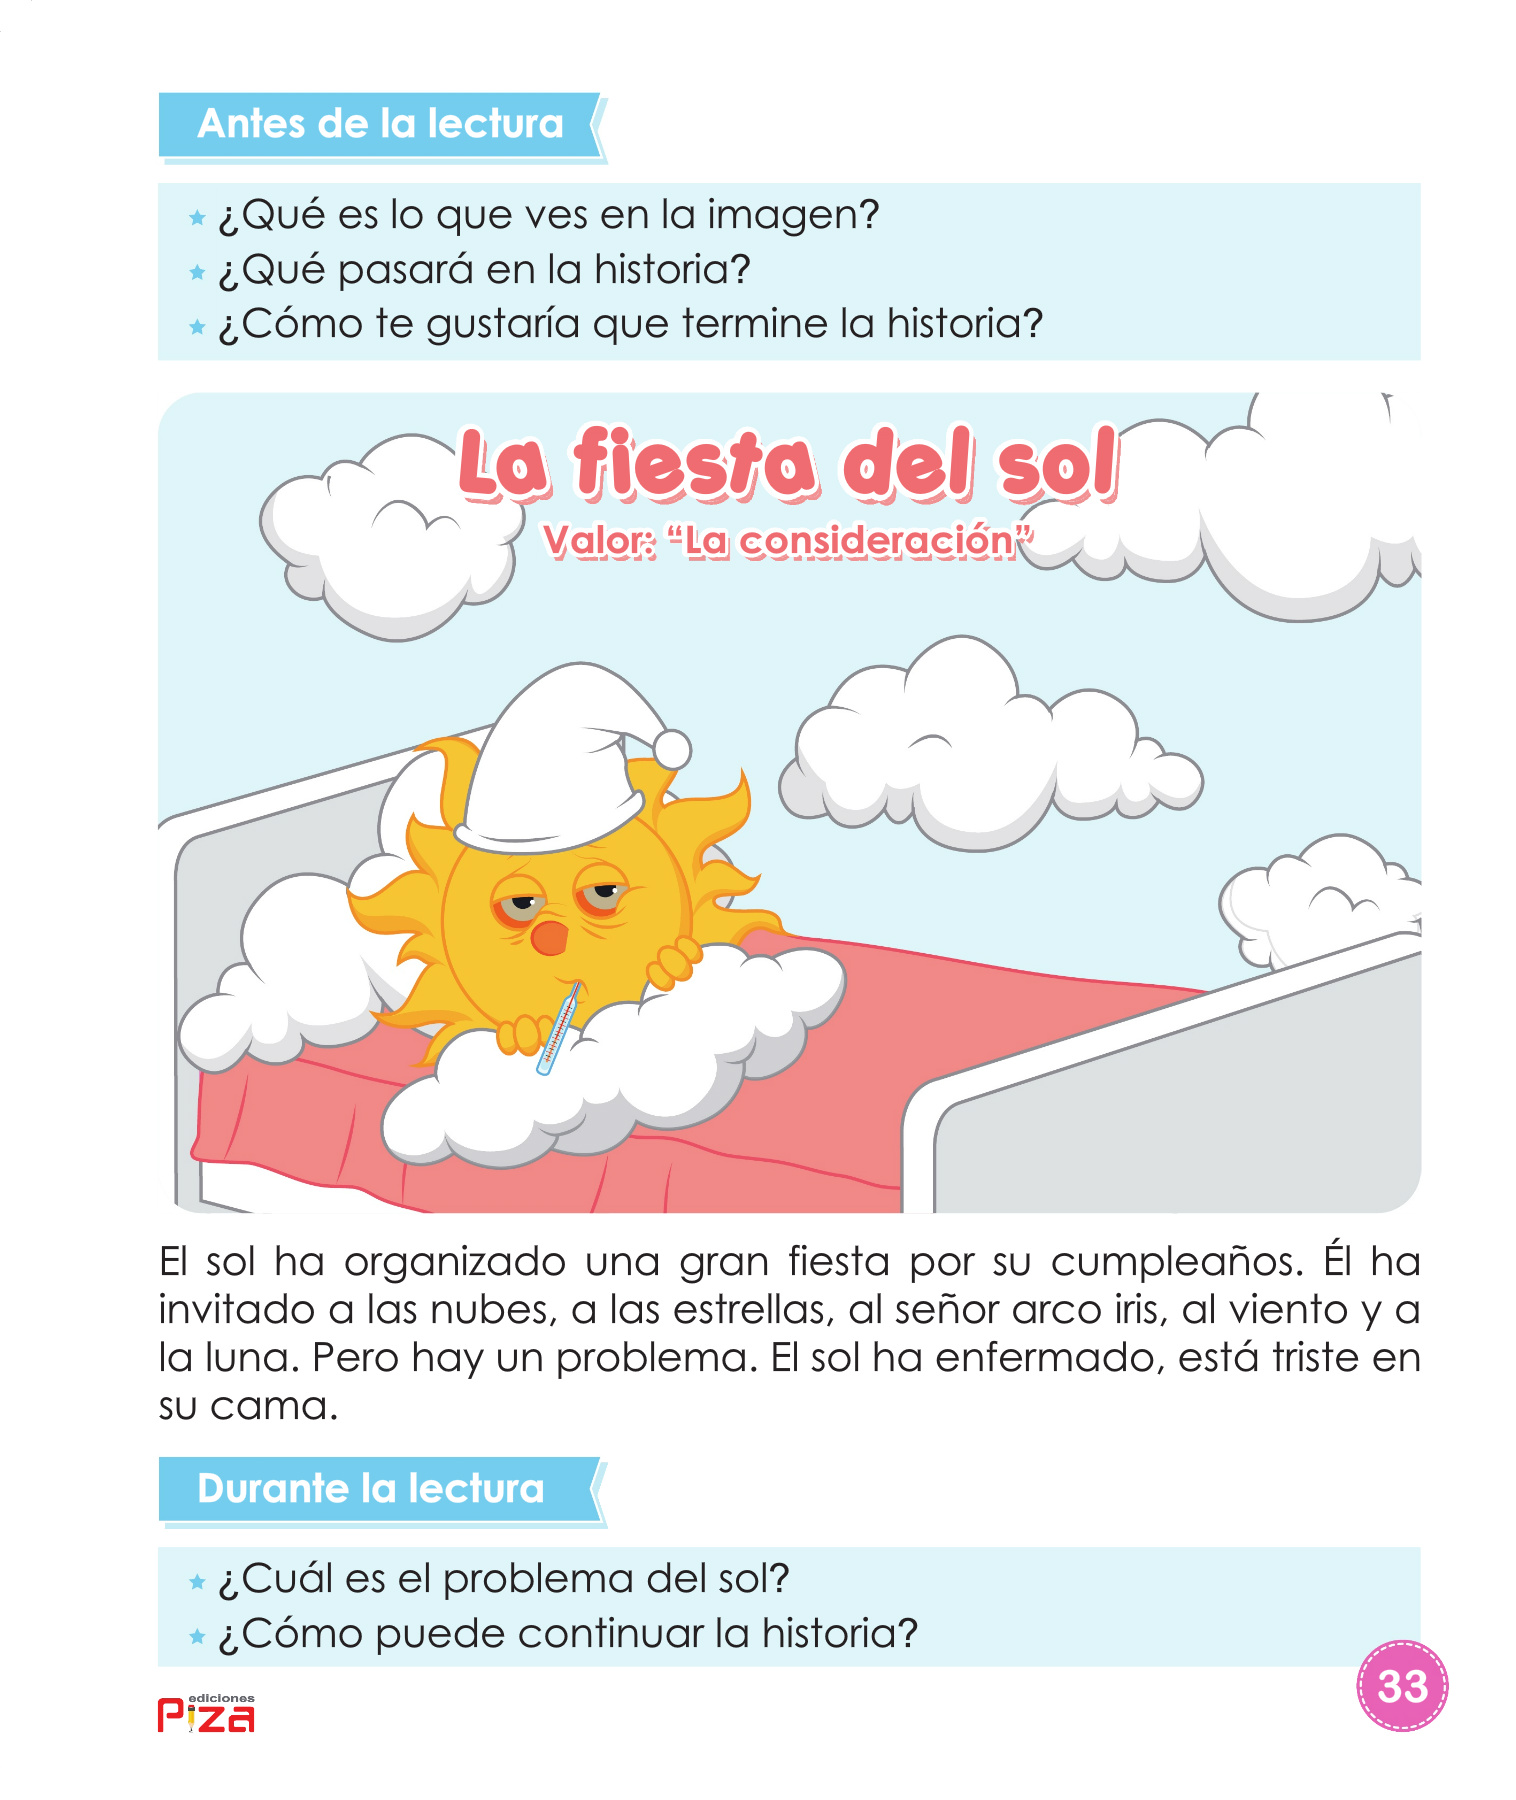 Antes de la lectura
¿Qué es lo que ves en la imagen?
¿Qué pasará en la historia?
¿Cómo te gustaría que termine la historia?
La fiesta del sol
Valor: “La consideración”
El sol ha organizado una gran fiesta por su cumpleaños. Él ha
invitado a las nubes, a las estrellas, al señor arco iris, al viento y a
la luna. Pero hay un problema. El sol ha enfermado, está triste en
su cama.
Durante la lectura
¿Cuál es el problema del sol?
¿Cómo puede continuar la historia?
33
ediciones
Piza